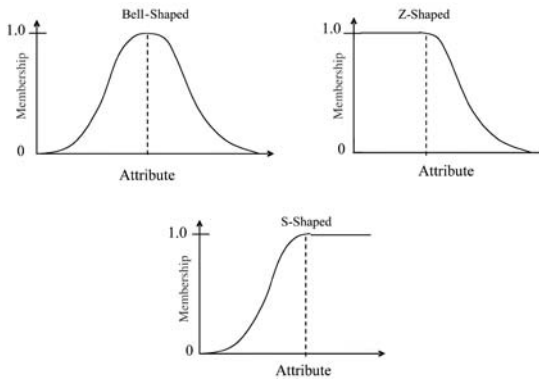 Bell-Shaped
1.0
Membership
0
Attribute
Z-Shaped
1.0
Membership
0
Attribute
S-Shaped
1.0
Membership
0
Attribute